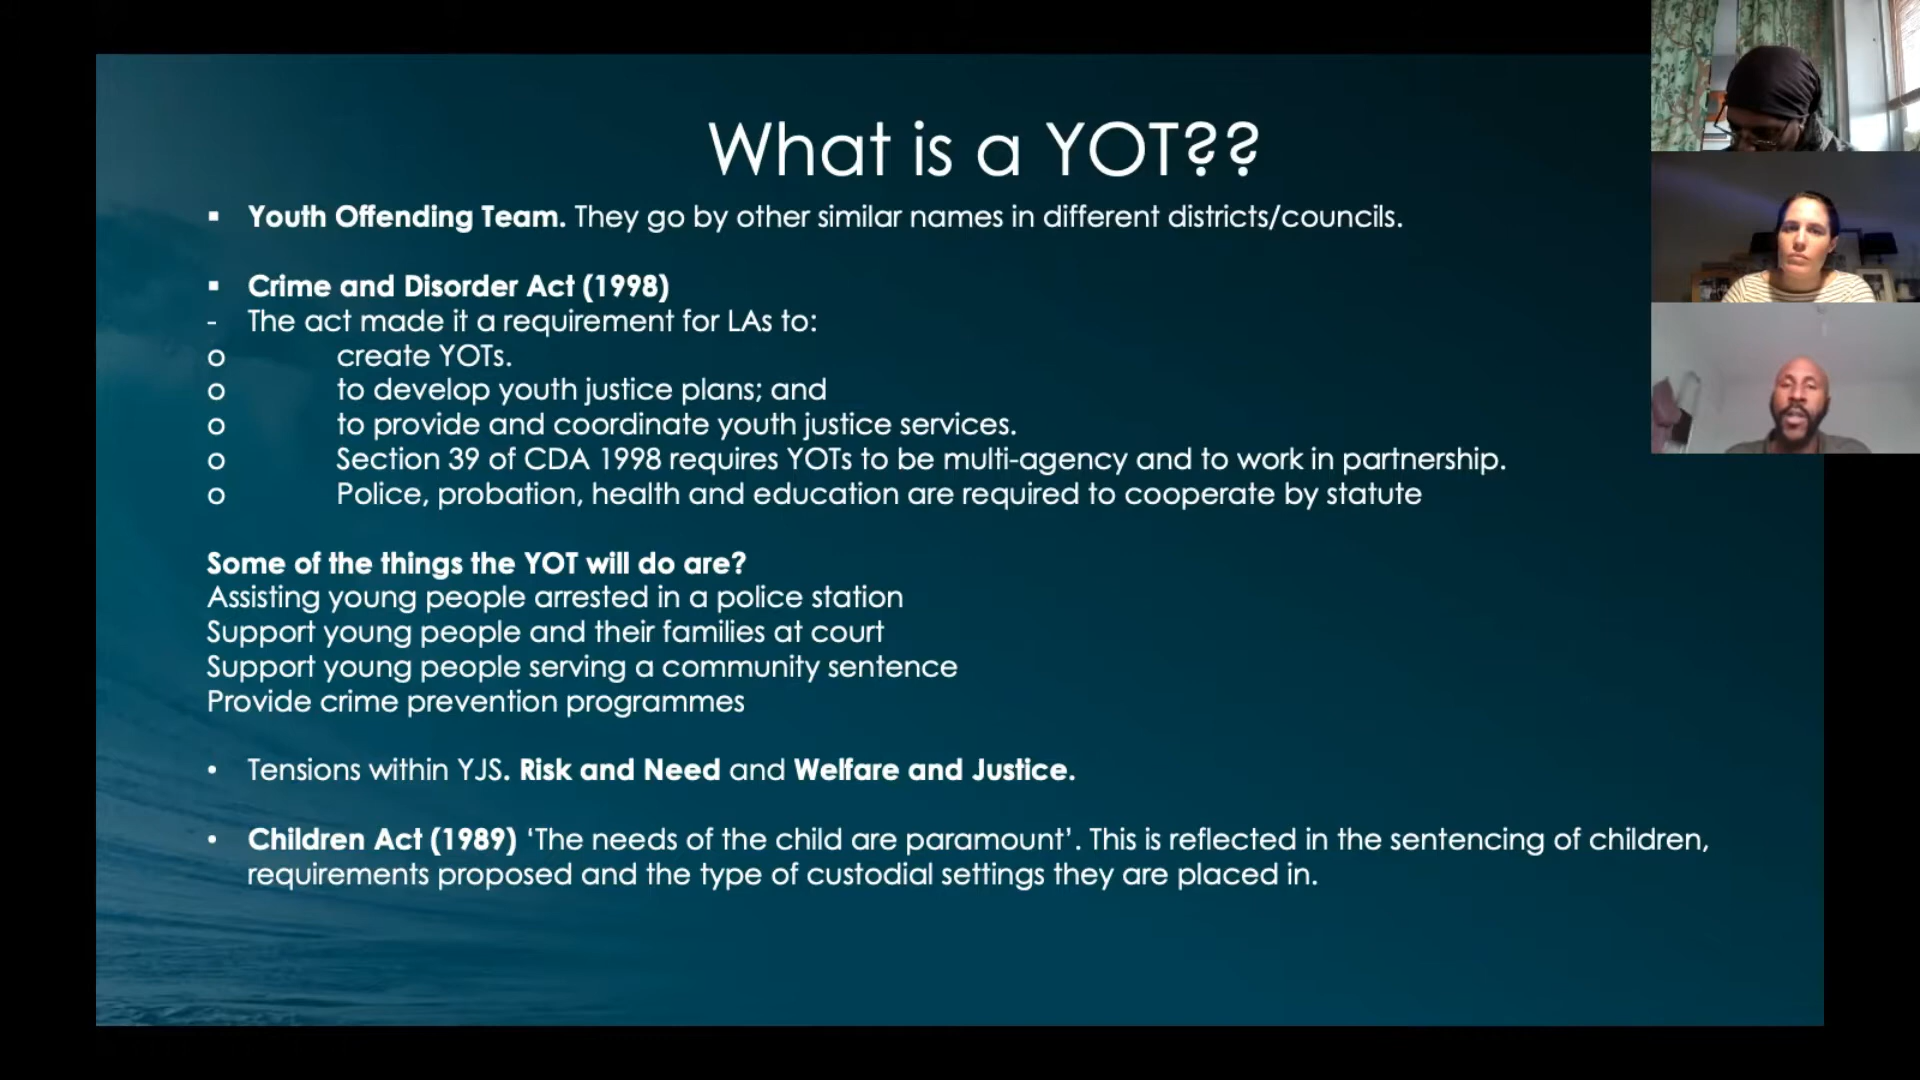 What is a YOT??
▪ Youth Offending Team. They go by other similar names in different districts/councils.
▪ Crime and Disorder Act (1998)
- The act made it a requirement for LAs to:
o create YOTs.
o to develop youth justice plans; and
o to provide and coordinate youth justice services.
o Section 39 of CDA 1998 requires YOTs to be multi-agency and to work in partnership.
o Police, probation, health and education are required to cooperate by statute
Some of the things the YOT will do are?
Assisting young people arrested in a police station
Support young people and their families at court
Support young people serving a community sentence
Provide crime prevention programmes
• Tensions within YJS. Risk and Need and Welfare and Justice.
• Children Act (1989) ‘The needs of the child are paramount’. This is reflected in the sentencing of children,
requirements proposed and the type of custodial settings they are placed in.